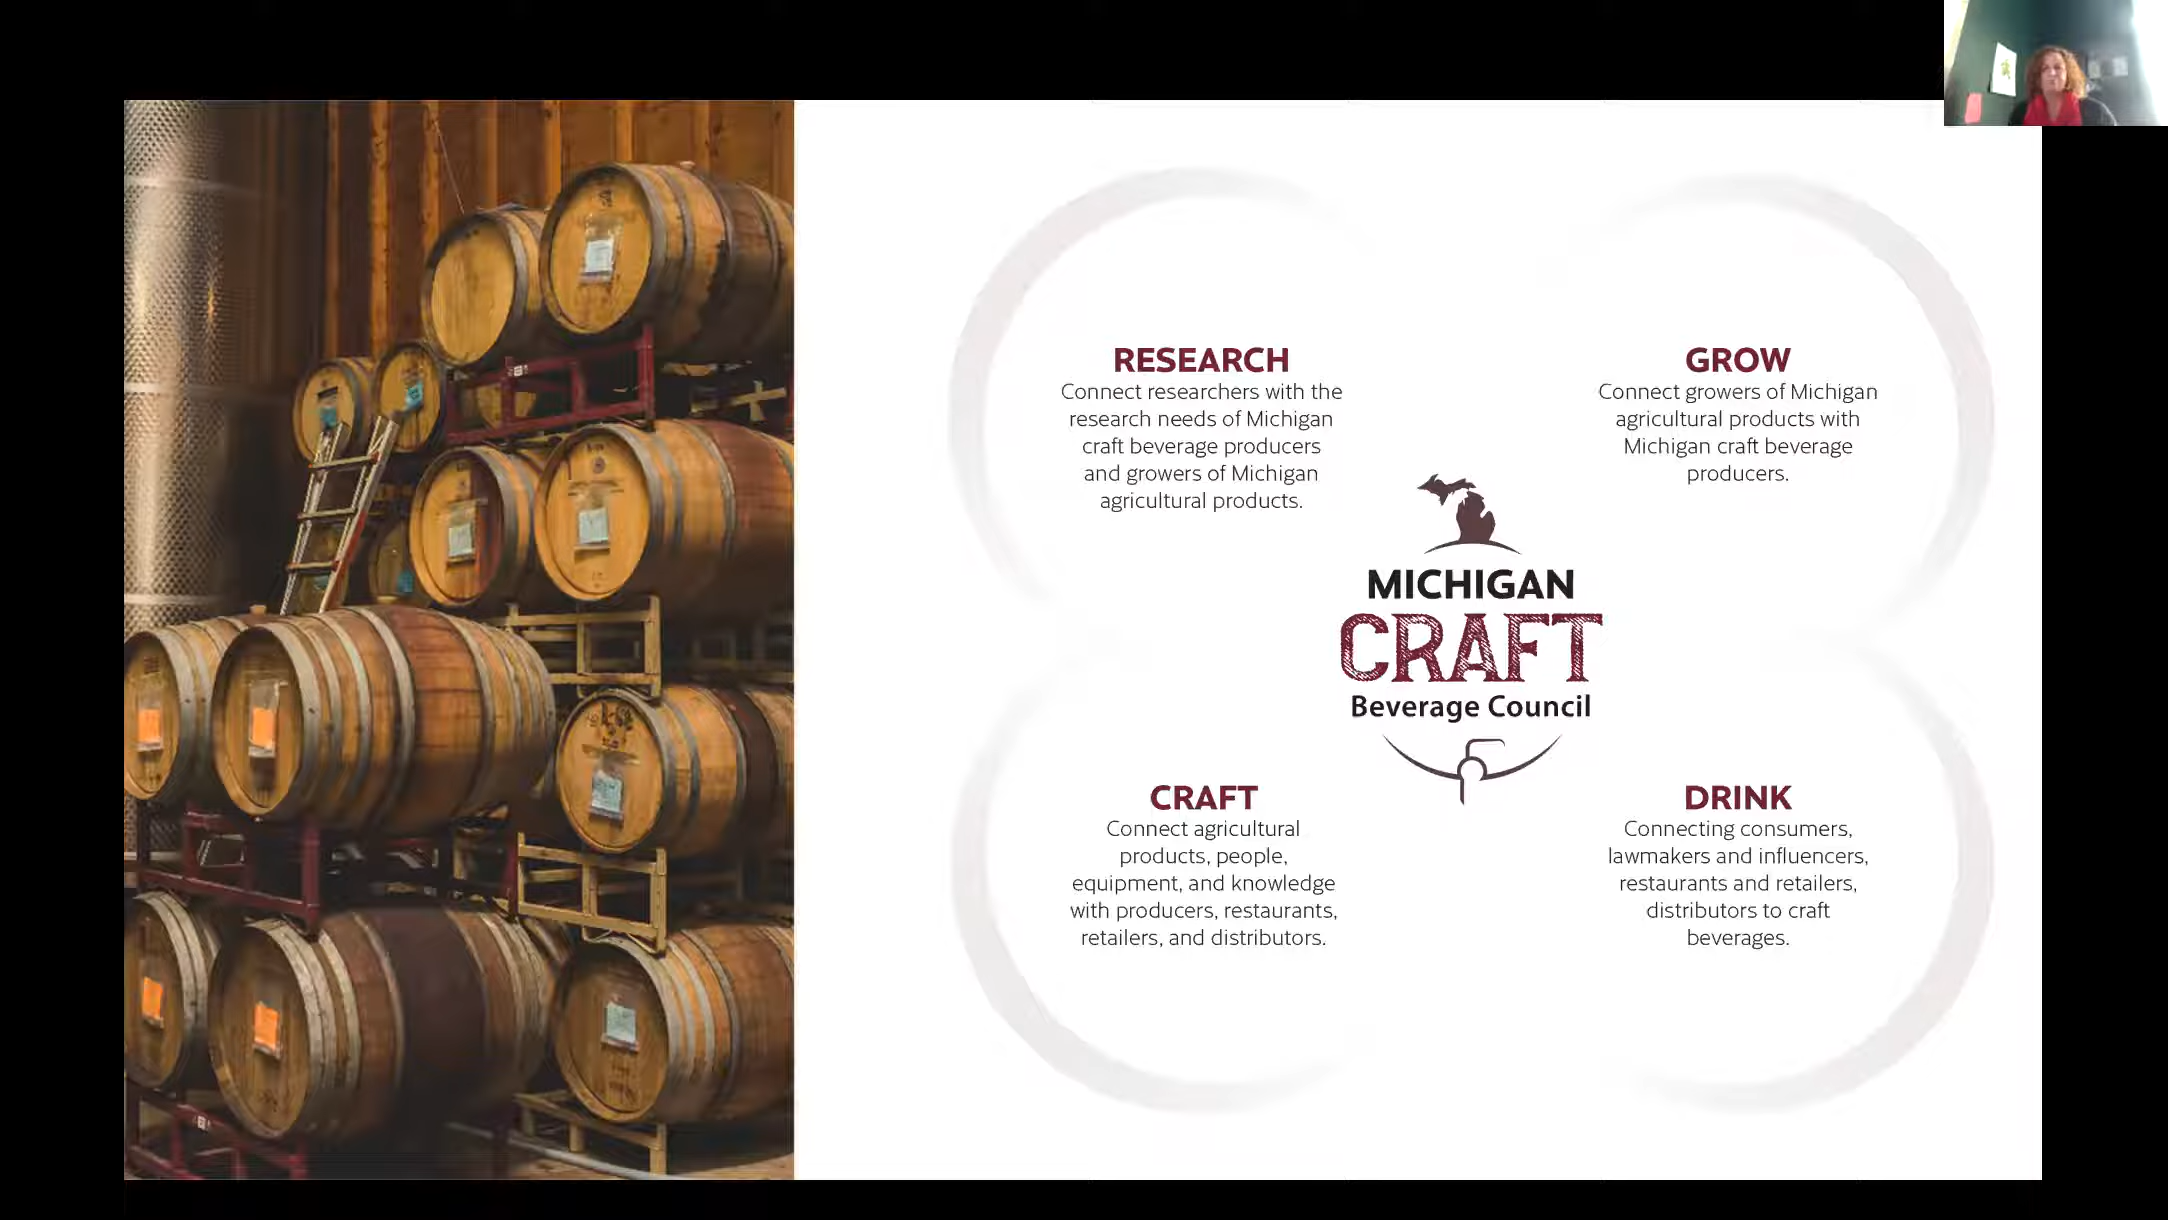 RESEARCH
Connect researchers with the
research needs of Michigan
craft beverage producers
and growers of Michigan
agricultural products.
GROW
Connect growers of Michigan
agricultural products with
Michigan craft beverage
producers.
MICHIGAN
CRAFT
Beverage Council
CRAFT
Connect agricultural
products, people,
equipment, and knowledge
with producers, restaurants,
retailers, and distributors.
DRINK
Connecting consumers,
lawmakers and influencers,
restaurants and retailers,
distributors to craft
beverages.